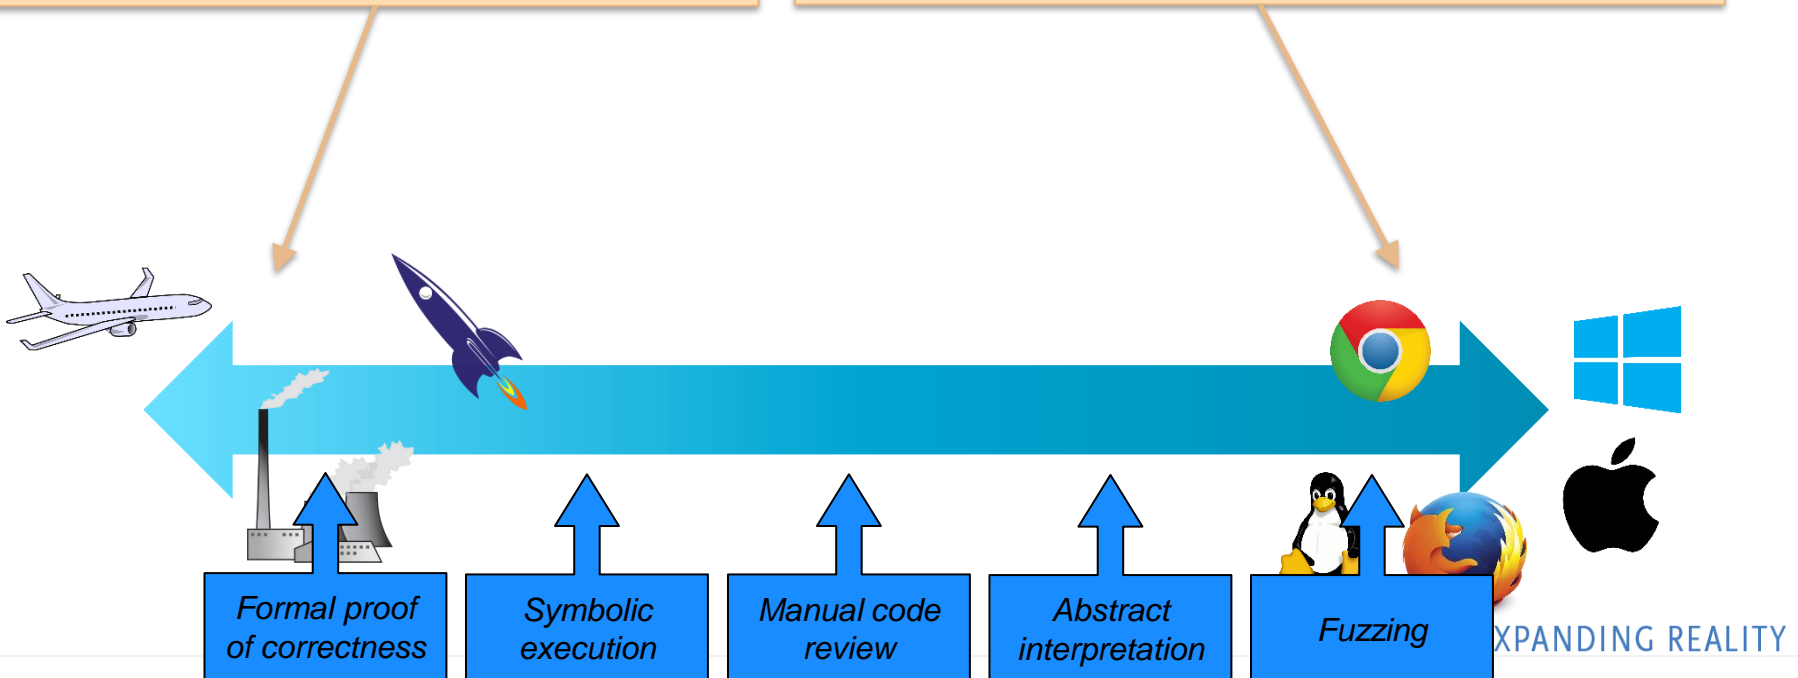 Formal proof
of correctness
Symbolic
execution
Manual code
review
Abstract
interpretation
Fuzzing
XPANDING REALITY